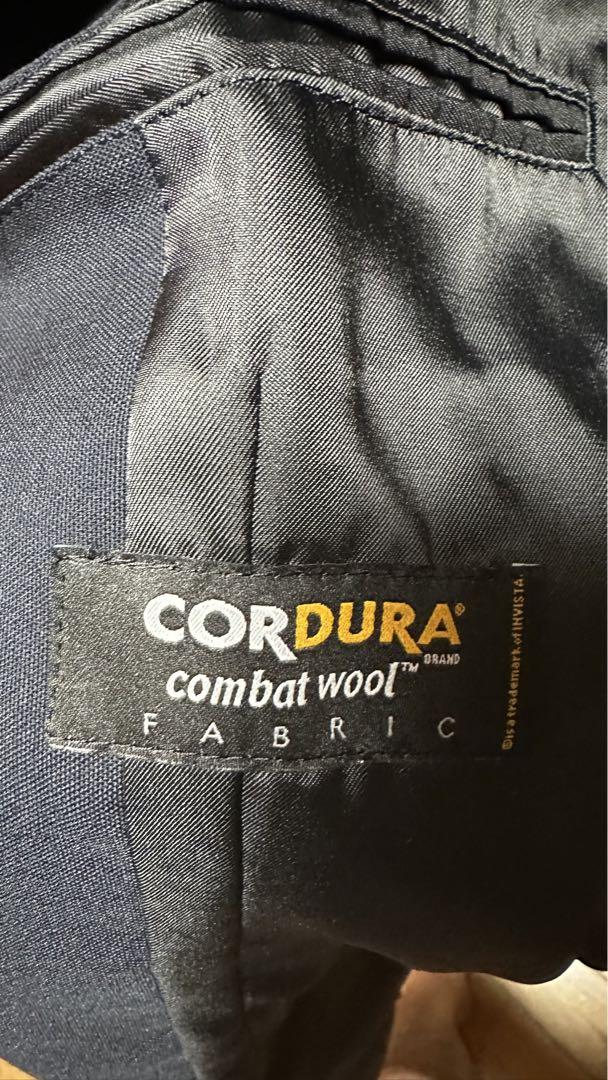 CORDURA®
BRAND
combat wool™
FABRIC
®is a trademark of INVISTA.